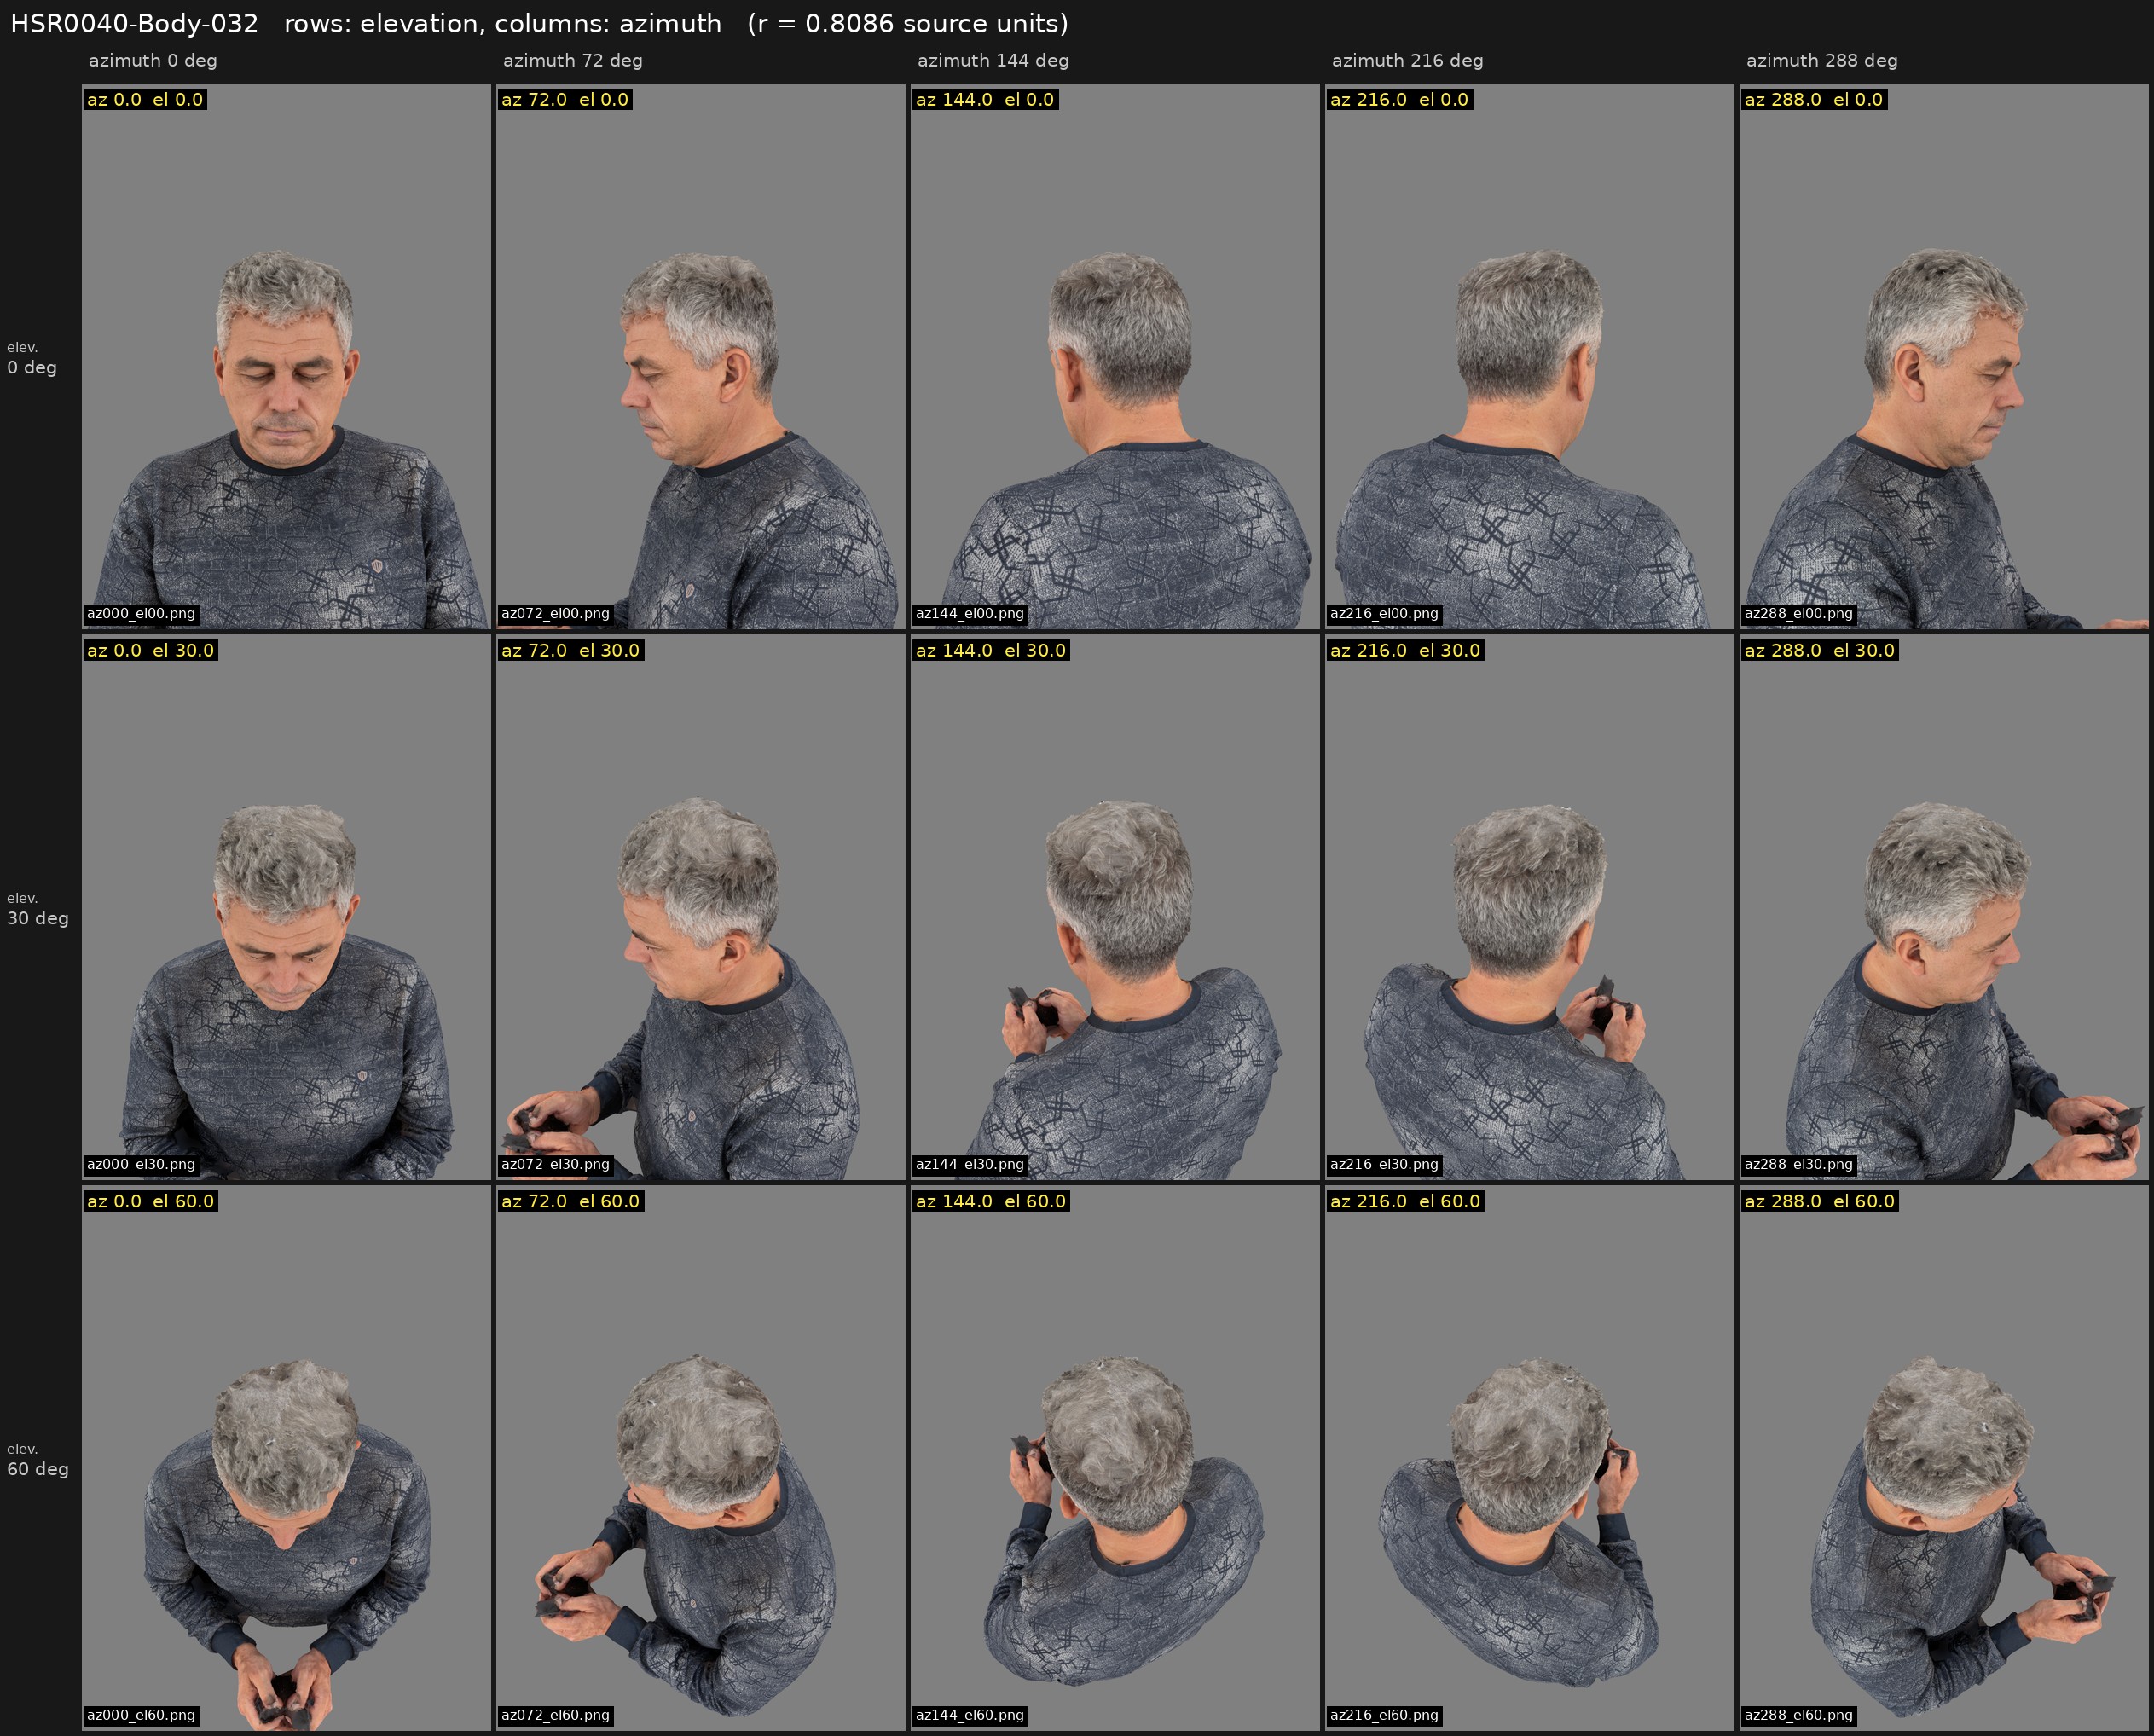 HSR0040-Body-032   rows: elevation, columns: azimuth   (r = 0.8086 source units)
azimuth 0 deg
azimuth 72 deg
azimuth 144 deg
azimuth 216 deg
azimuth 288 deg
az 0.0  el 0.0
az 72.0  el 0.0
az 144.0  el 0.0
az 216.0  el 0.0
az 288.0  el 0.0
elev.
0 deg
az000_el00.png
az072_el00.png
az144_el00.png
az216_el00.png
az288_el00.png
az 0.0  el 30.0
az 72.0  el 30.0
az 144.0  el 30.0
az 216.0  el 30.0
az 288.0  el 30.0
elev.
30 deg
az000_el30.png
az072_el30.png
az144_el30.png
az216_el30.png
az288_el30.png
az 0.0  el 60.0
az 72.0  el 60.0
az 144.0  el 60.0
az 216.0  el 60.0
az 288.0  el 60.0
elev.
60 deg
az000_el60.png
az072_el60.png
az144_el60.png
az216_el60.png
az288_el60.png